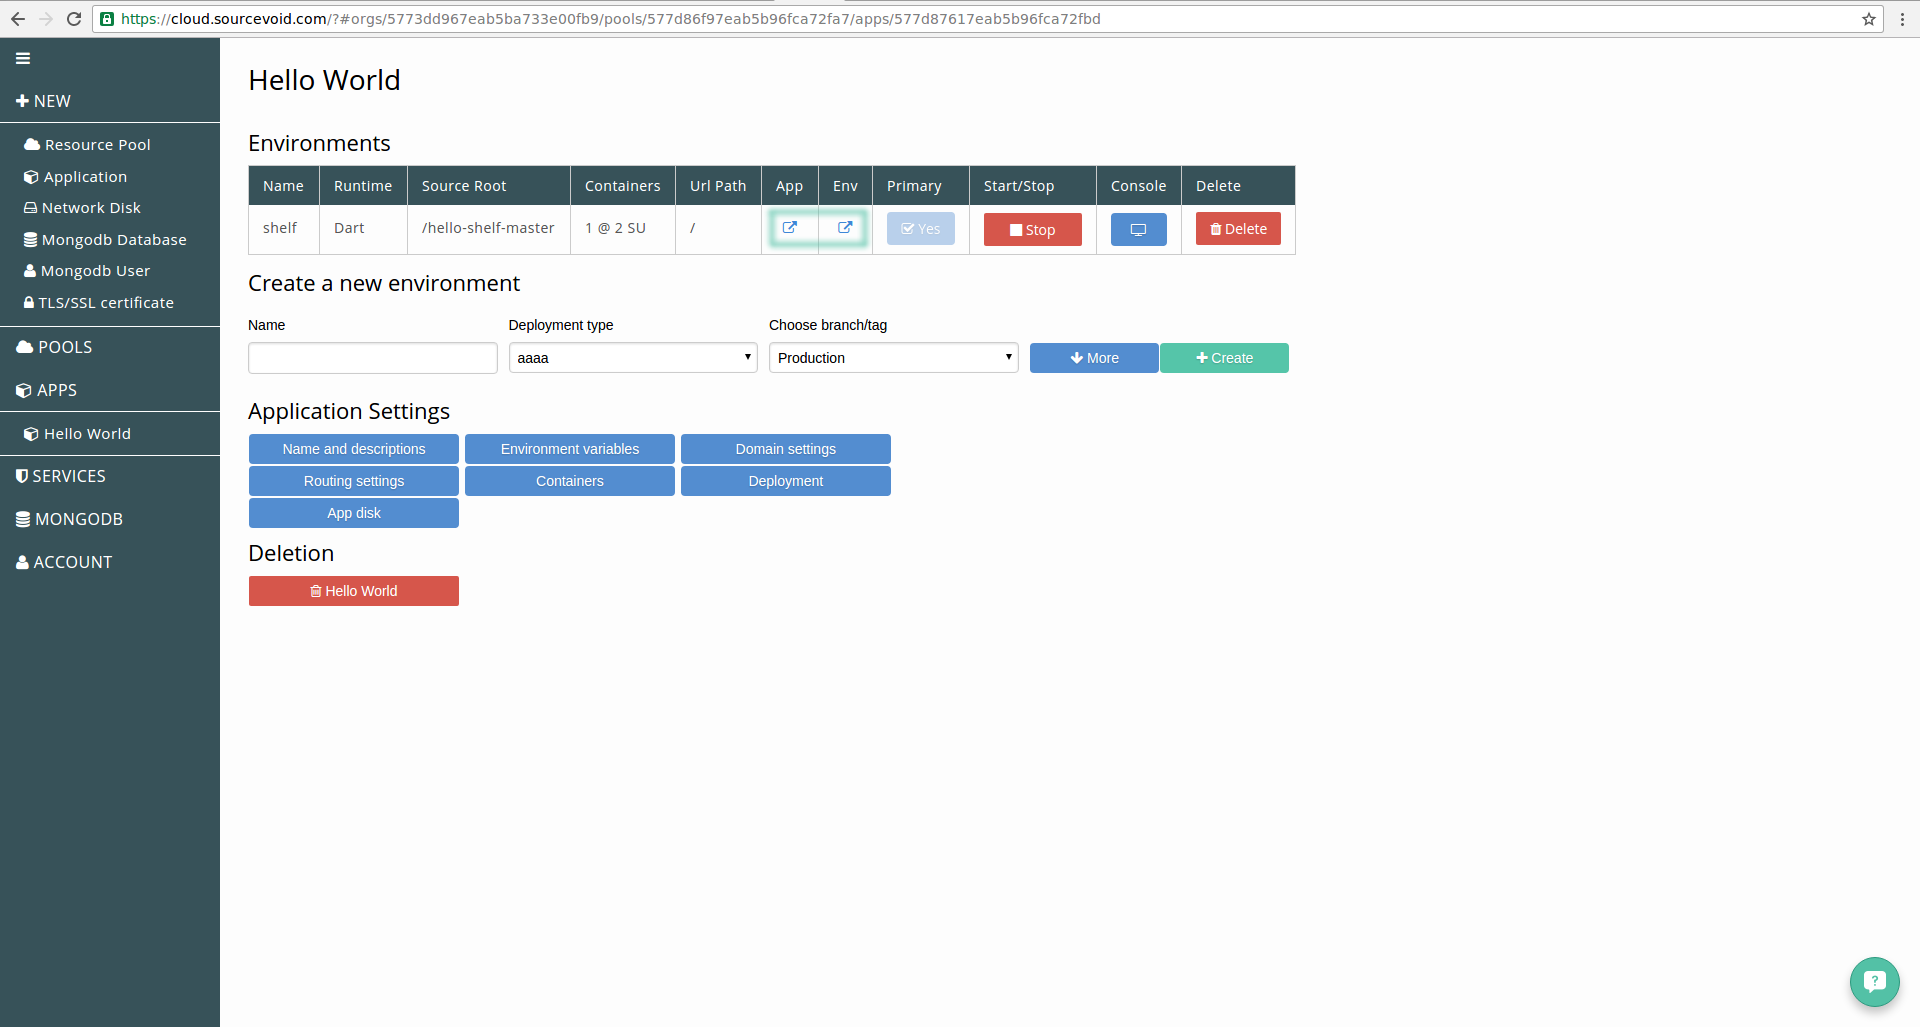 https://cloud.sourcevoid.com/?#orgs/5773dd967eab5ba733e00fb9/pools/577d86f97eab5b96fca72fa7/apps/577d87617eab5b96fca72fbd
NEW
Resource Pool
Application
Network Disk
Mongodb Database
Mongodb User
TLS/SSL certificate
POOLS
APPS
Hello World
SERVICES
MONGODB
ACCOUNT
Hello World
Environments
Name Runtime Source Root Containers Url Path App Env Primary Start/Stop Console Delete
shelf Dart /hello-shelf-master 1 @ 2 SU / Yes Stop Delete
Create a new environment
Name Deployment type Choose branch/tag
aaaa Production More Create
Application Settings
Name and descriptions Environment variables Domain settings
Routing settings Containers Deployment
App disk
Deletion
Hello World
?